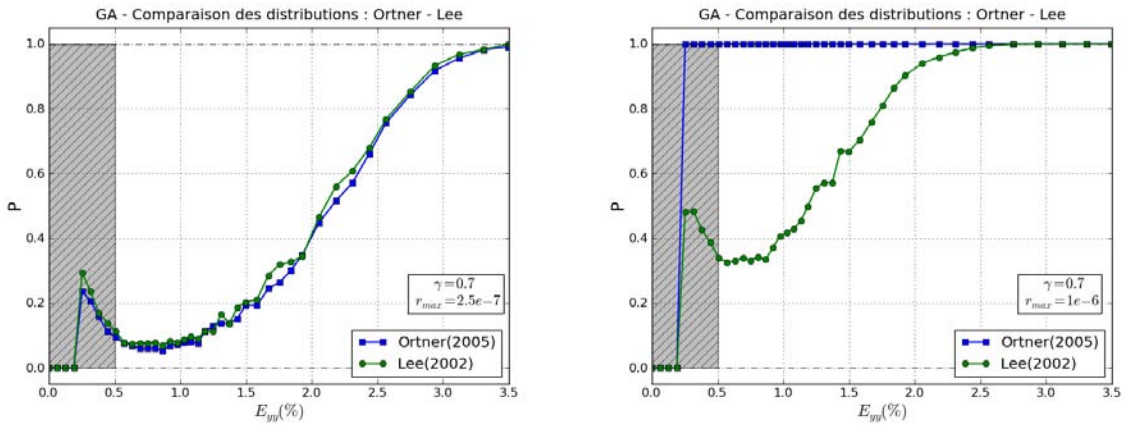 GA - Comparaison des distributions : Ortner - Lee
P
1.0
0.8
0.6
0.4
0.2
0.0
γ=0.7
r_max=2.5e−7
Ortner(2005)
Lee(2002)
0.0 0.5 1.0 1.5 2.0 2.5 3.0 3.5
E_yy(%)
GA - Comparaison des distributions : Ortner - Lee
P
1.0
0.8
0.6
0.4
0.2
0.0
γ=0.7
r_max=1e−6
Ortner(2005)
Lee(2002)
0.0 0.5 1.0 1.5 2.0 2.5 3.0 3.5
E_yy(%)